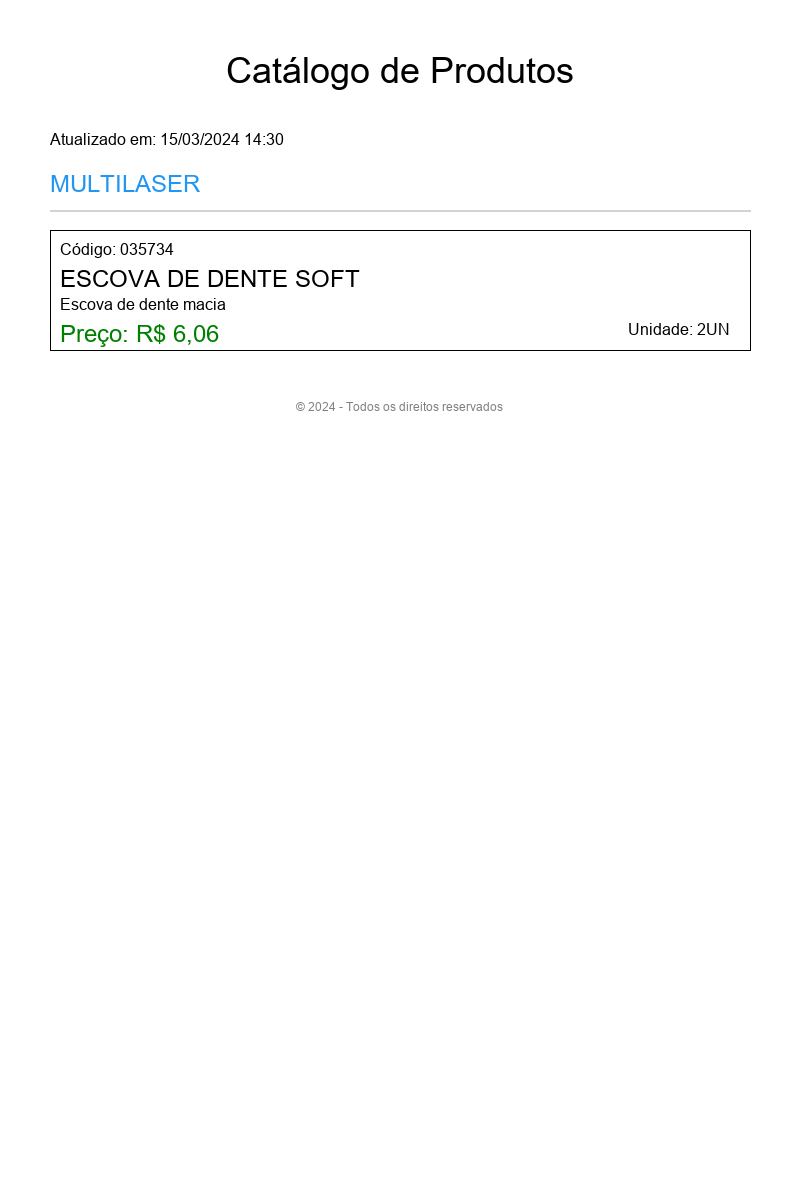 Catálogo de Produtos
Atualizado em: 15/03/2024 14:30
MULTILASER
Código: 035734
ESCOVA DE DENTE SOFT
Escova de dente macia
Preço: R$ 6,06
Unidade: 2UN
© 2024 - Todos os direitos reservados